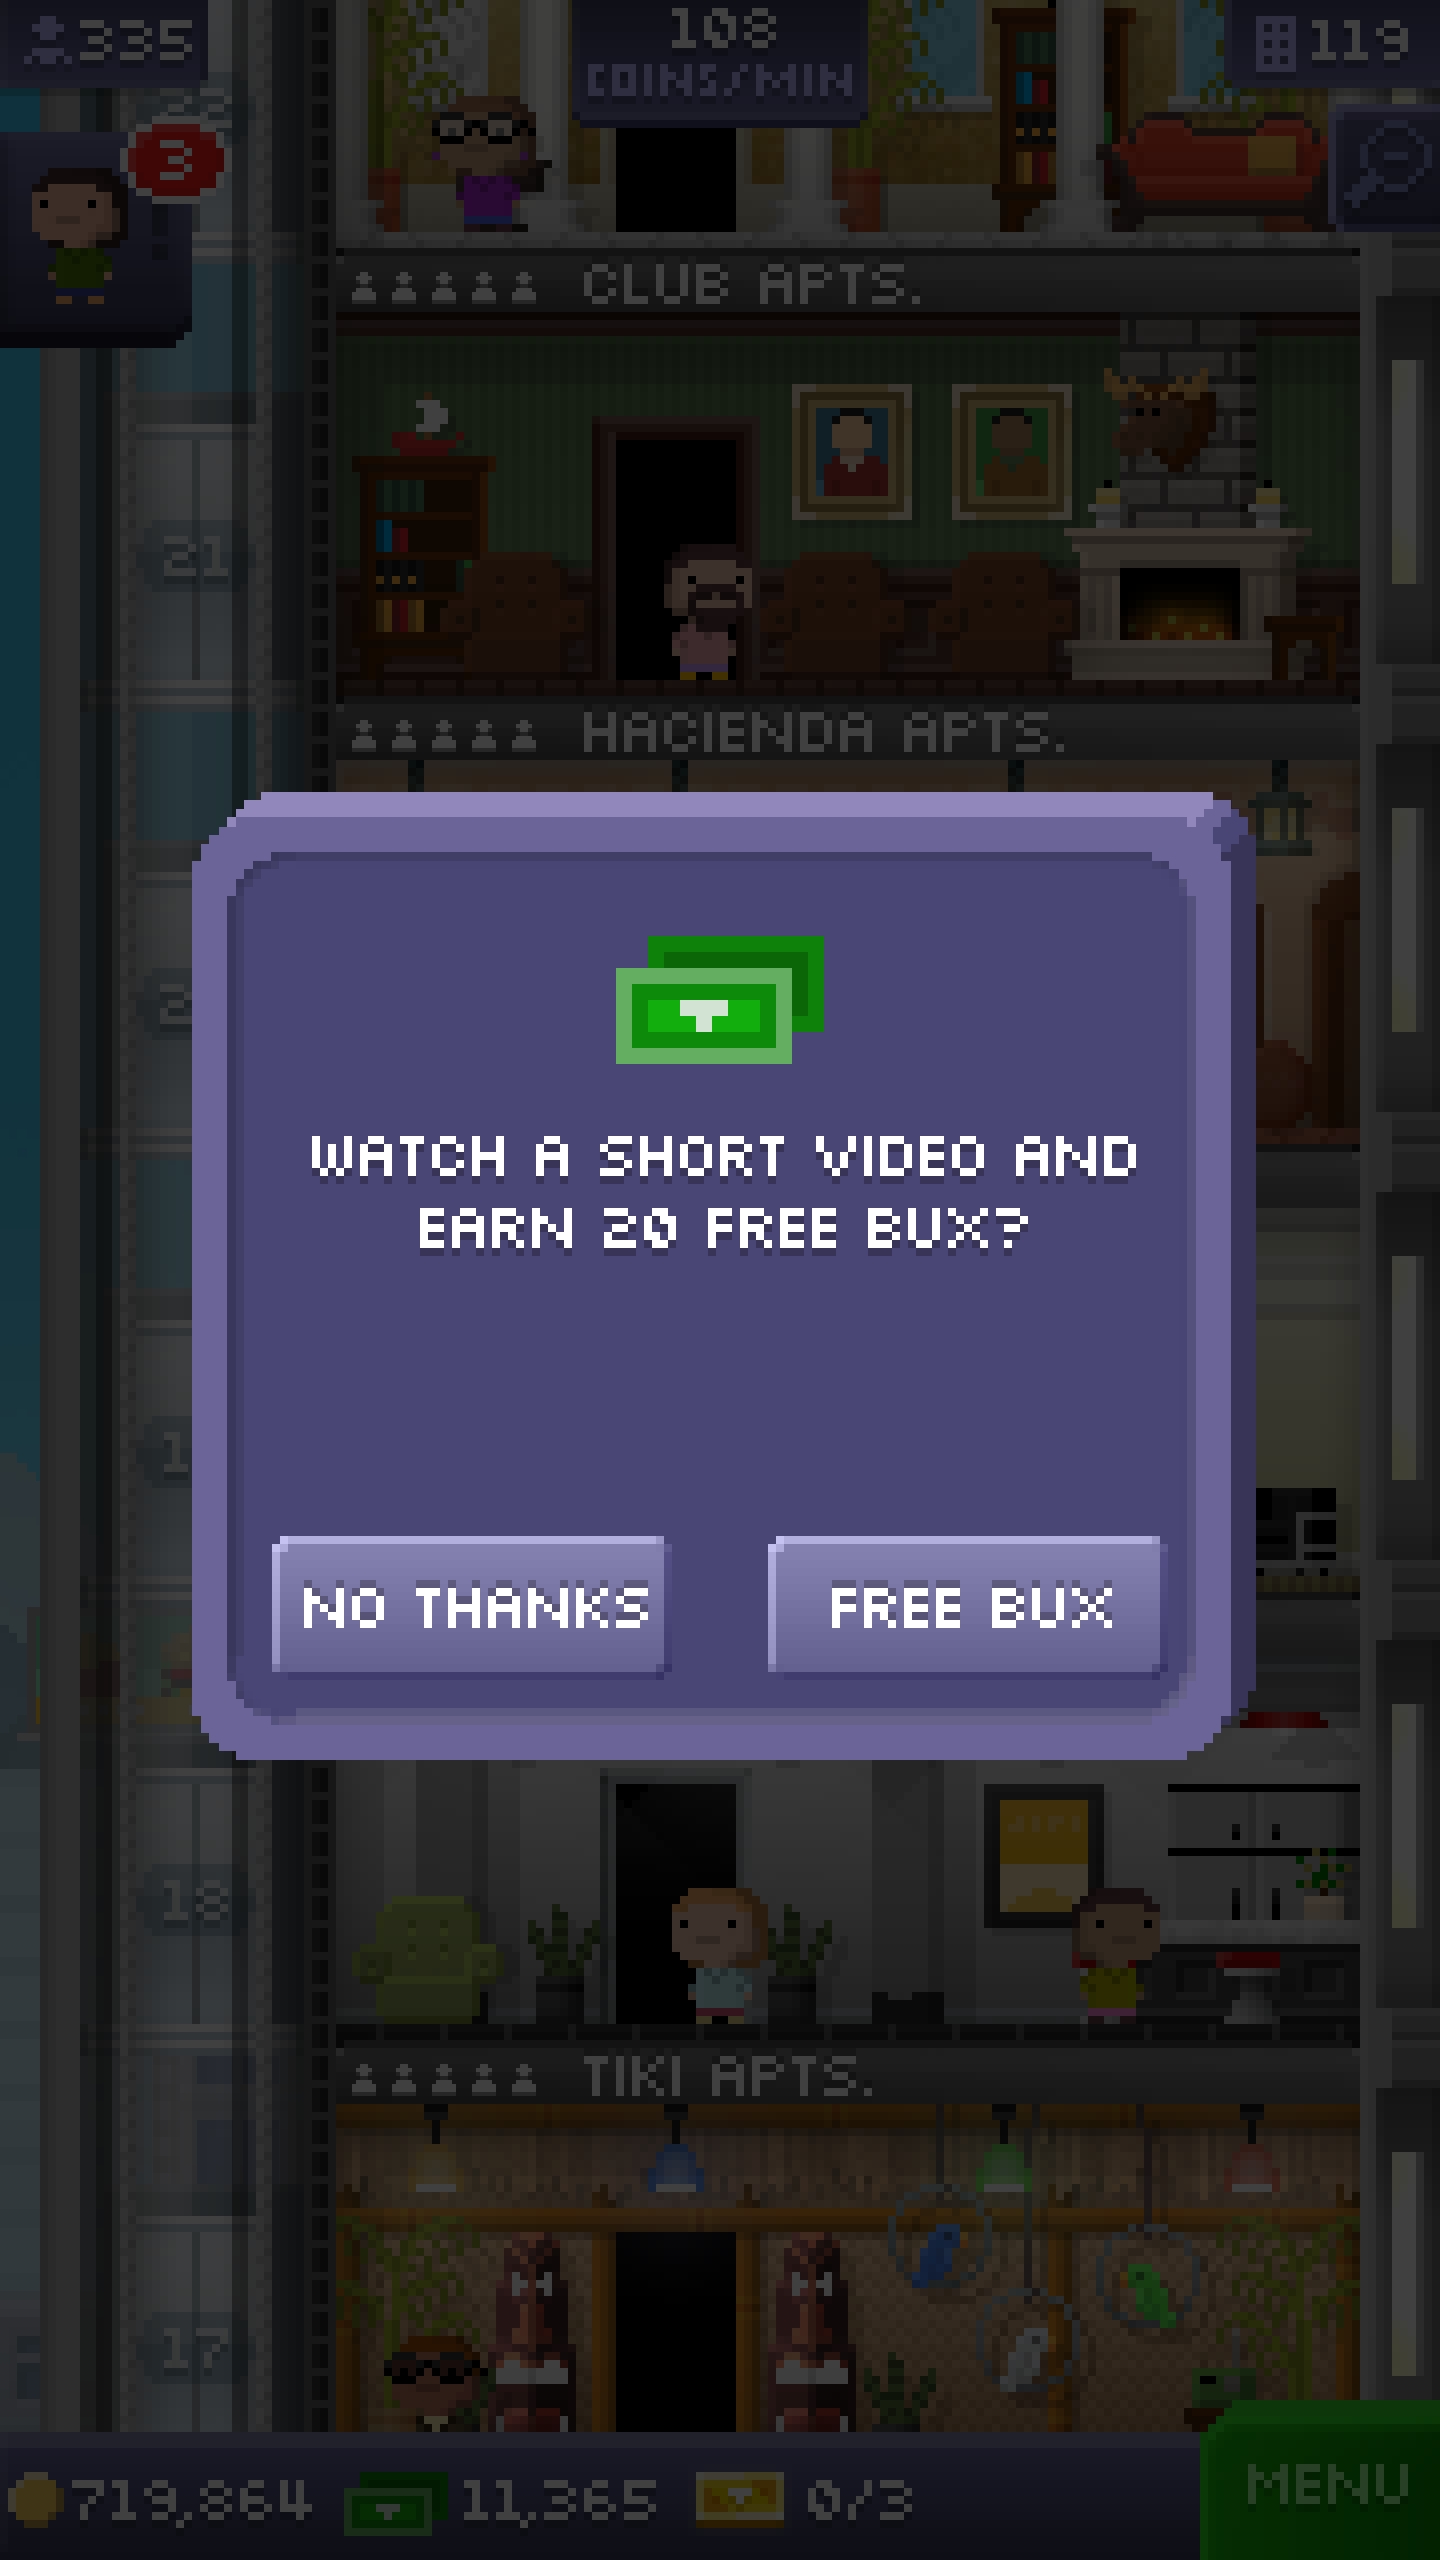 335
108
COINS/MIN
119
3
CLUB APTS.
21
HACIENDA APTS.
WATCH A SHORT VIDEO AND
EARN 20 FREE BUX?
NO THANKS
FREE BUX
18
TIKI APTS.
17
719,864
11,365
0/3
MENU